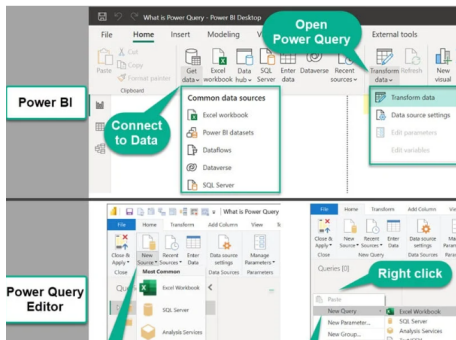 What is Power Query - Power BI Desktop
Open
Power Query
File Home Insert Modeling External tools
Cut
Copy
Format painter
Paste
Clipboard
Get data
Excel workbook
Data hub
SQL Server
Enter data
Dataverse
Recent sources
Transform data
Refresh
New visual
Power BI
Connect
to Data
Common data sources
Excel workbook
Power BI datasets
Dataflows
Dataverse
SQL Server
Transform data
Data source settings
Edit parameters
Edit variables
Power Query
Editor
What is Power Query
File Home Transform Add Column View
Close & Apply
New Source
Recent Sources
Enter Data
Data source settings
Manage Parameters
Close
Data Sources Parameters
Most Common
Excel Workbook
SQL Server
Analysis Services
File Home Transform Add Column
Close & Apply
New Source
Recent Sources
Enter Data
Data source settings
Close New Query Data Sources
Queries [0]
Right click
Paste
New Query
New Parameter...
New Group...
Excel Workbook
SQL Server
Analysis Services